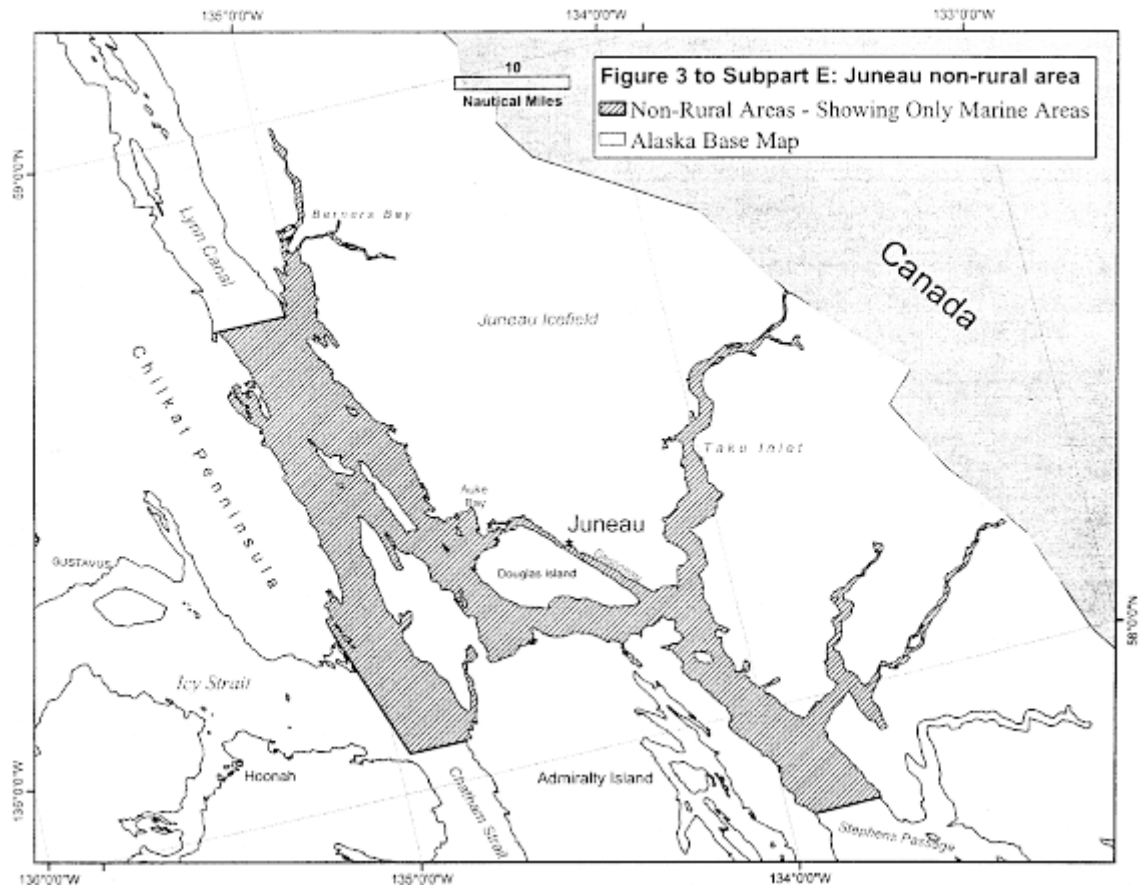 135°0'0"W
134°0'0"W
133°0'0"W
10
Nautical Miles
Figure 3 to Subpart E: Juneau non-rural area
Non-Rural Areas - Showing Only Marine Areas
Alaska Base Map
59°0'0"N
Lynn Canal
Berners Bay
Canada
Juneau Icefield
Chilkat Penninsula
Taku Inlet
Auke
Bay
Juneau
GUSTAVUS
Douglas Island
58°0'0"N
Icy Strait
Hoonah
Chatham Strait
Admiralty Island
Stephens Passage
136°0'0"W
136°0'0"W
135°0'0"W
134°0'0"W